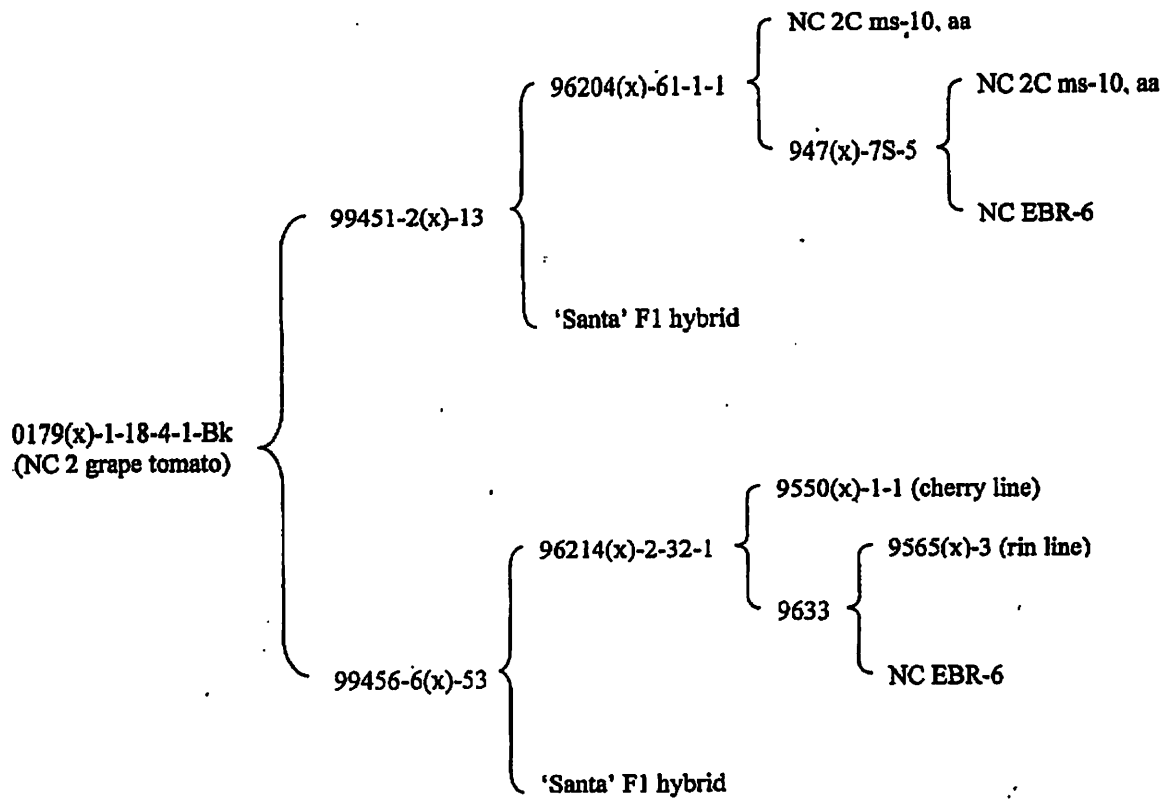 NC 2C ms-10, aa
96204(x)-61-1-1
NC 2C ms-10, aa
947(x)-7S-5
NC EBR-6
99451-2(x)-13
‘Santa’ F1 hybrid
0179(x)-1-18-4-1-Bk
(NC 2 grape tomato)
9550(x)-1-1 (cherry line)
96214(x)-2-32-1
9565(x)-3 (rin line)
9633
NC EBR-6
99456-6(x)-53
‘Santa’ F1 hybrid